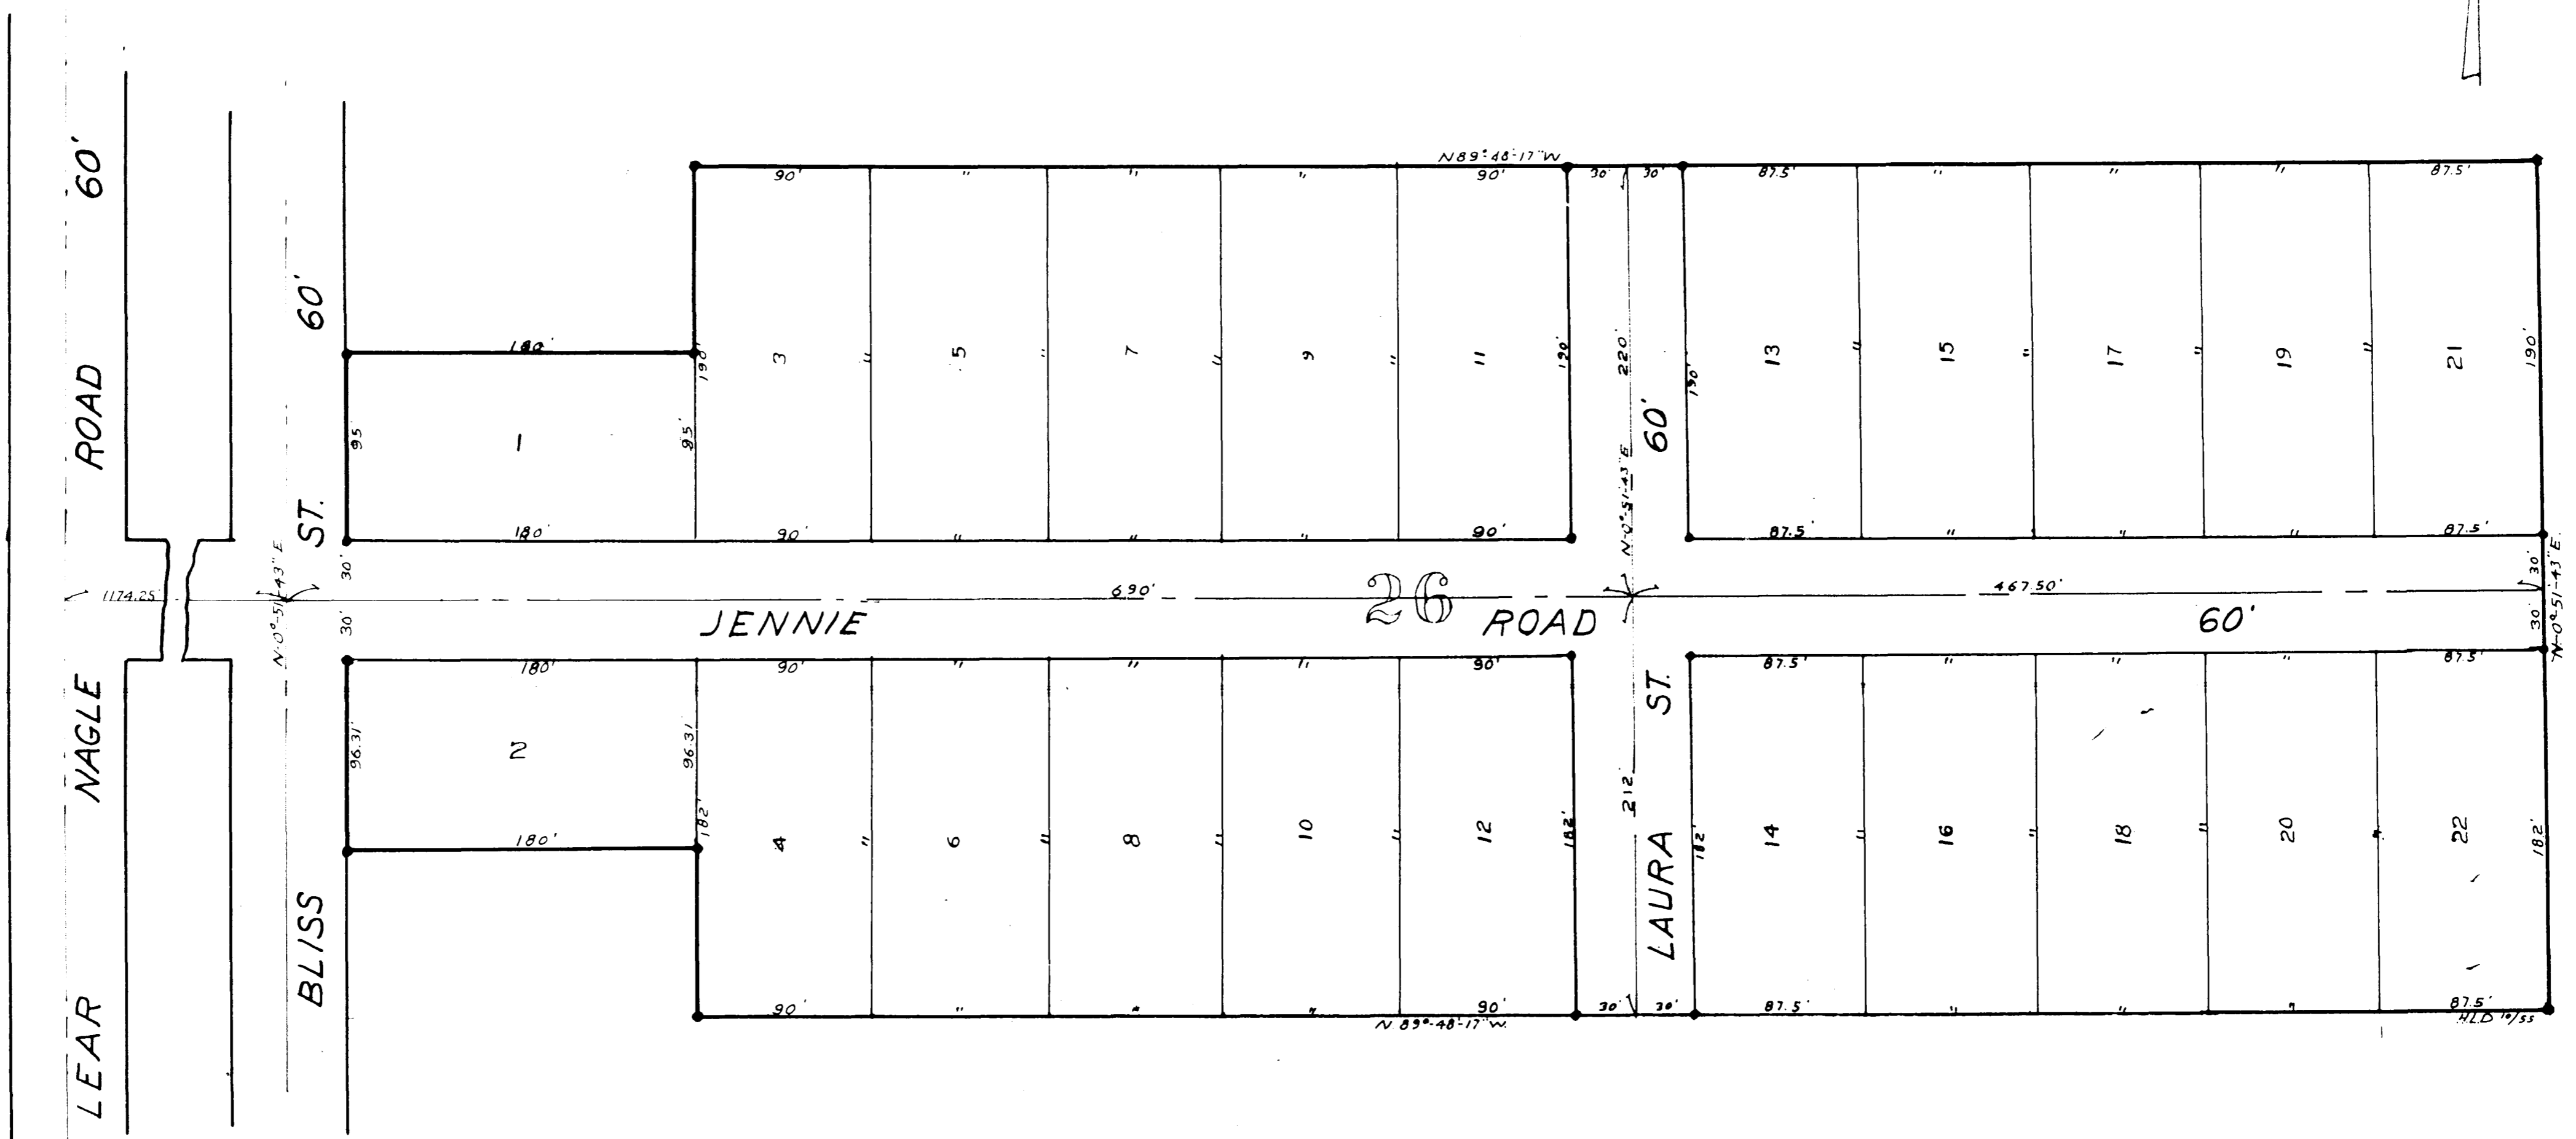 LEAR NAGLE ROAD 60'
BLISS ST. 60'
N-0°-51'-43" E
1174.25'
N89°-48'-17"W
90' " " " 90' 30' 30' 87.5' " " " 87.5'
180'
95' 1 95'
190' 3 " 5 " 7 " 9 " 11 190'
220'
N-0°-51'-43"E
60'
190' 13 " 15 " 17 " 19 " 21 190'
180' 90' " " " 90' 87.5' " " " 87.5'
30'
30'
690' 26 467.50'
JENNIE ROAD 60'
30'
30'
N-0°-51'-43" E.
180' 90' " " " 90' 87.5' " " " 87.5'
96.31' 2 96.31'
180'
182' 4 " 6 " 8 " 10 " 12 182'
212'
LAURA ST.
182' 14 " 16 " 18 " 20 " 22 182'
90' " " " 90' 30' 30' 87.5' " " " 87.5'
N 89°-48'-17"W.
HLD 10/55